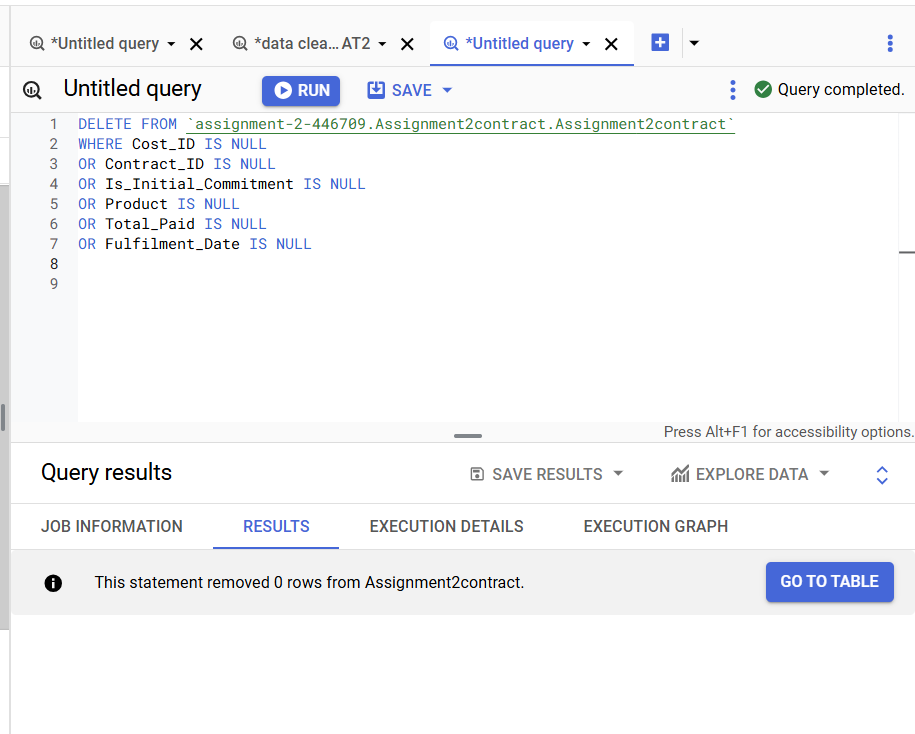 *Untitled query
*data clea... AT2
*Untitled query
Untitled query
RUN
SAVE
Query completed.
1 DELETE FROM `assignment-2-446709.Assignment2contract.Assignment2contract`
2 WHERE Cost_ID IS NULL
3 OR Contract_ID IS NULL
4 OR Is_Initial_Commitment IS NULL
5 OR Product IS NULL
6 OR Total_Paid IS NULL
7 OR Fulfilment_Date IS NULL
8
9
Press Alt+F1 for accessibility options.
Query results
SAVE RESULTS
EXPLORE DATA
JOB INFORMATION
RESULTS
EXECUTION DETAILS
EXECUTION GRAPH
This statement removed 0 rows from Assignment2contract.
GO TO TABLE